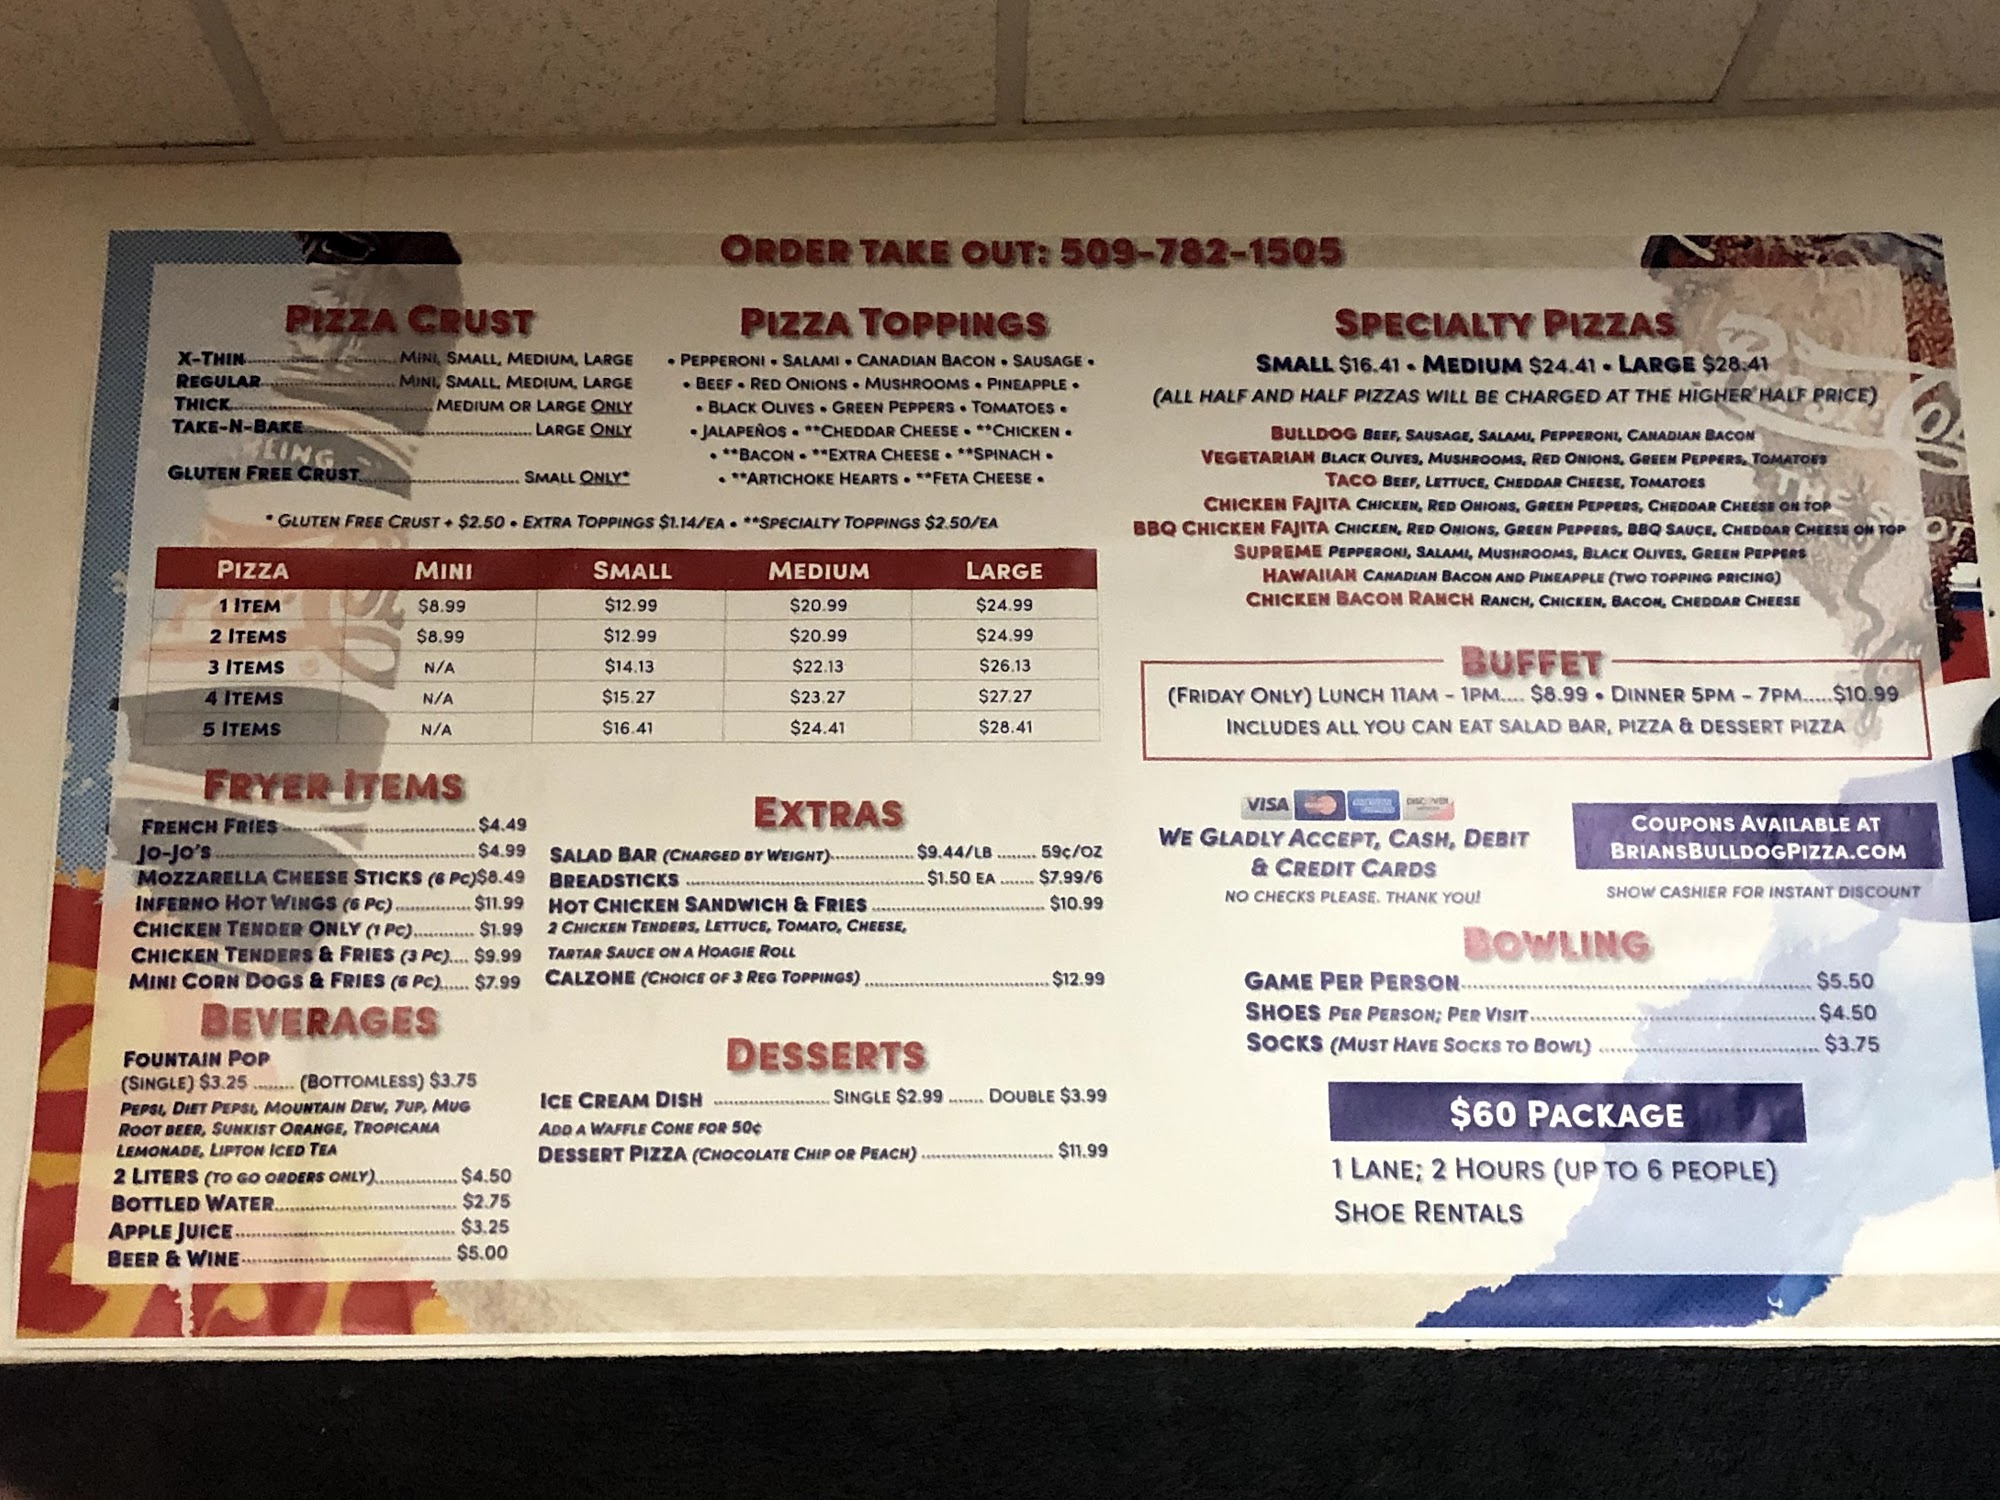 ORDER TAKE OUT: 509-782-1505
PIZZA CRUST
X-THIN MINI, SMALL, MEDIUM, LARGE
REGULAR MINI, SMALL, MEDIUM, LARGE
THICK MEDIUM OR LARGE ONLY
TAKE-N-BAKE LARGE ONLY
GLUTEN FREE CRUST SMALL ONLY*
PIZZA TOPPINGS
• PEPPERONI • SALAMI • CANADIAN BACON • SAUSAGE •
• BEEF • RED ONIONS • MUSHROOMS • PINEAPPLE •
• BLACK OLIVES • GREEN PEPPERS • TOMATOES •
• JALAPEÑOS • **CHEDDAR CHEESE • **CHICKEN •
• **BACON • **EXTRA CHEESE • **SPINACH •
• **ARTICHOKE HEARTS • **FETA CHEESE •
* GLUTEN FREE CRUST + $2.50 • EXTRA TOPPINGS $1.14/EA • **SPECIALTY TOPPINGS $2.50/EA
PIZZA MINI SMALL MEDIUM LARGE
1 ITEM $8.99 $12.99 $20.99 $24.99
2 ITEMS $8.99 $12.99 $20.99 $24.99
3 ITEMS N/A $14.13 $22.13 $26.13
4 ITEMS N/A $15.27 $23.27 $27.27
5 ITEMS N/A $16.41 $24.41 $28.41
FRYER ITEMS
FRENCH FRIES $4.49
JO-JO'S $4.99
MOZZARELLA CHEESE STICKS (6 PC) $8.49
INFERNO HOT WINGS (6 PC) $11.99
CHICKEN TENDER ONLY (1 PC) $1.99
CHICKEN TENDERS & FRIES (3 PC) $9.99
MINI CORN DOGS & FRIES (6 PC) $7.99
BEVERAGES
FOUNTAIN POP
(SINGLE) $3.25 (BOTTOMLESS) $3.75
PEPSI, DIET PEPSI, MOUNTAIN DEW, 7UP, MUG
ROOT BEER, SUNKIST ORANGE, TROPICANA
LEMONADE, LIPTON ICED TEA
2 LITERS (TO GO ORDERS ONLY) $4.50
BOTTLED WATER $2.75
APPLE JUICE $3.25
BEER & WINE $5.00
EXTRAS
SALAD BAR (CHARGED BY WEIGHT) $9.44/LB 59¢/OZ
BREADSTICKS $1.50 EA $7.99/6
HOT CHICKEN SANDWICH & FRIES $10.99
2 CHICKEN TENDERS, LETTUCE, TOMATO, CHEESE,
TARTAR SAUCE ON A HOAGIE ROLL
CALZONE (CHOICE OF 3 REG TOPPINGS) $12.99
DESSERTS
ICE CREAM DISH SINGLE $2.99 DOUBLE $3.99
ADD A WAFFLE CONE FOR 50¢
DESSERT PIZZA (CHOCOLATE CHIP OR PEACH) $11.99
SPECIALTY PIZZAS
SMALL $16.41 • MEDIUM $24.41 • LARGE $28.41
(ALL HALF AND HALF PIZZAS WILL BE CHARGED AT THE HIGHER HALF PRICE)
BULLDOG BEEF, SAUSAGE, SALAMI, PEPPERONI, CANADIAN BACON
VEGETARIAN BLACK OLIVES, MUSHROOMS, RED ONIONS, GREEN PEPPERS, TOMATOES
TACO BEEF, LETTUCE, CHEDDAR CHEESE, TOMATOES
CHICKEN FAJITA CHICKEN, RED ONIONS, GREEN PEPPERS, CHEDDAR CHEESE ON TOP
BBQ CHICKEN FAJITA CHICKEN, RED ONIONS, GREEN PEPPERS, BBQ SAUCE, CHEDDAR CHEESE ON TOP
SUPREME PEPPERONI, SALAMI, MUSHROOMS, BLACK OLIVES, GREEN PEPPERS
HAWAIIAN CANADIAN BACON AND PINEAPPLE (TWO TOPPING PRICING)
CHICKEN BACON RANCH RANCH, CHICKEN, BACON, CHEDDAR CHEESE
BUFFET
(FRIDAY ONLY) LUNCH 11AM - 1PM.... $8.99 • DINNER 5PM - 7PM.....$10.99
INCLUDES ALL YOU CAN EAT SALAD BAR, PIZZA & DESSERT PIZZA
VISA DISCOVER
WE GLADLY ACCEPT, CASH, DEBIT
& CREDIT CARDS
NO CHECKS PLEASE. THANK YOU!
COUPONS AVAILABLE AT
BRIANSBULLDOGPIZZA.COM
SHOW CASHIER FOR INSTANT DISCOUNT
BOWLING
GAME PER PERSON $5.50
SHOES PER PERSON; PER VISIT $4.50
SOCKS (MUST HAVE SOCKS TO BOWL) $3.75
$60 PACKAGE
1 LANE; 2 HOURS (UP TO 6 PEOPLE)
SHOE RENTALS